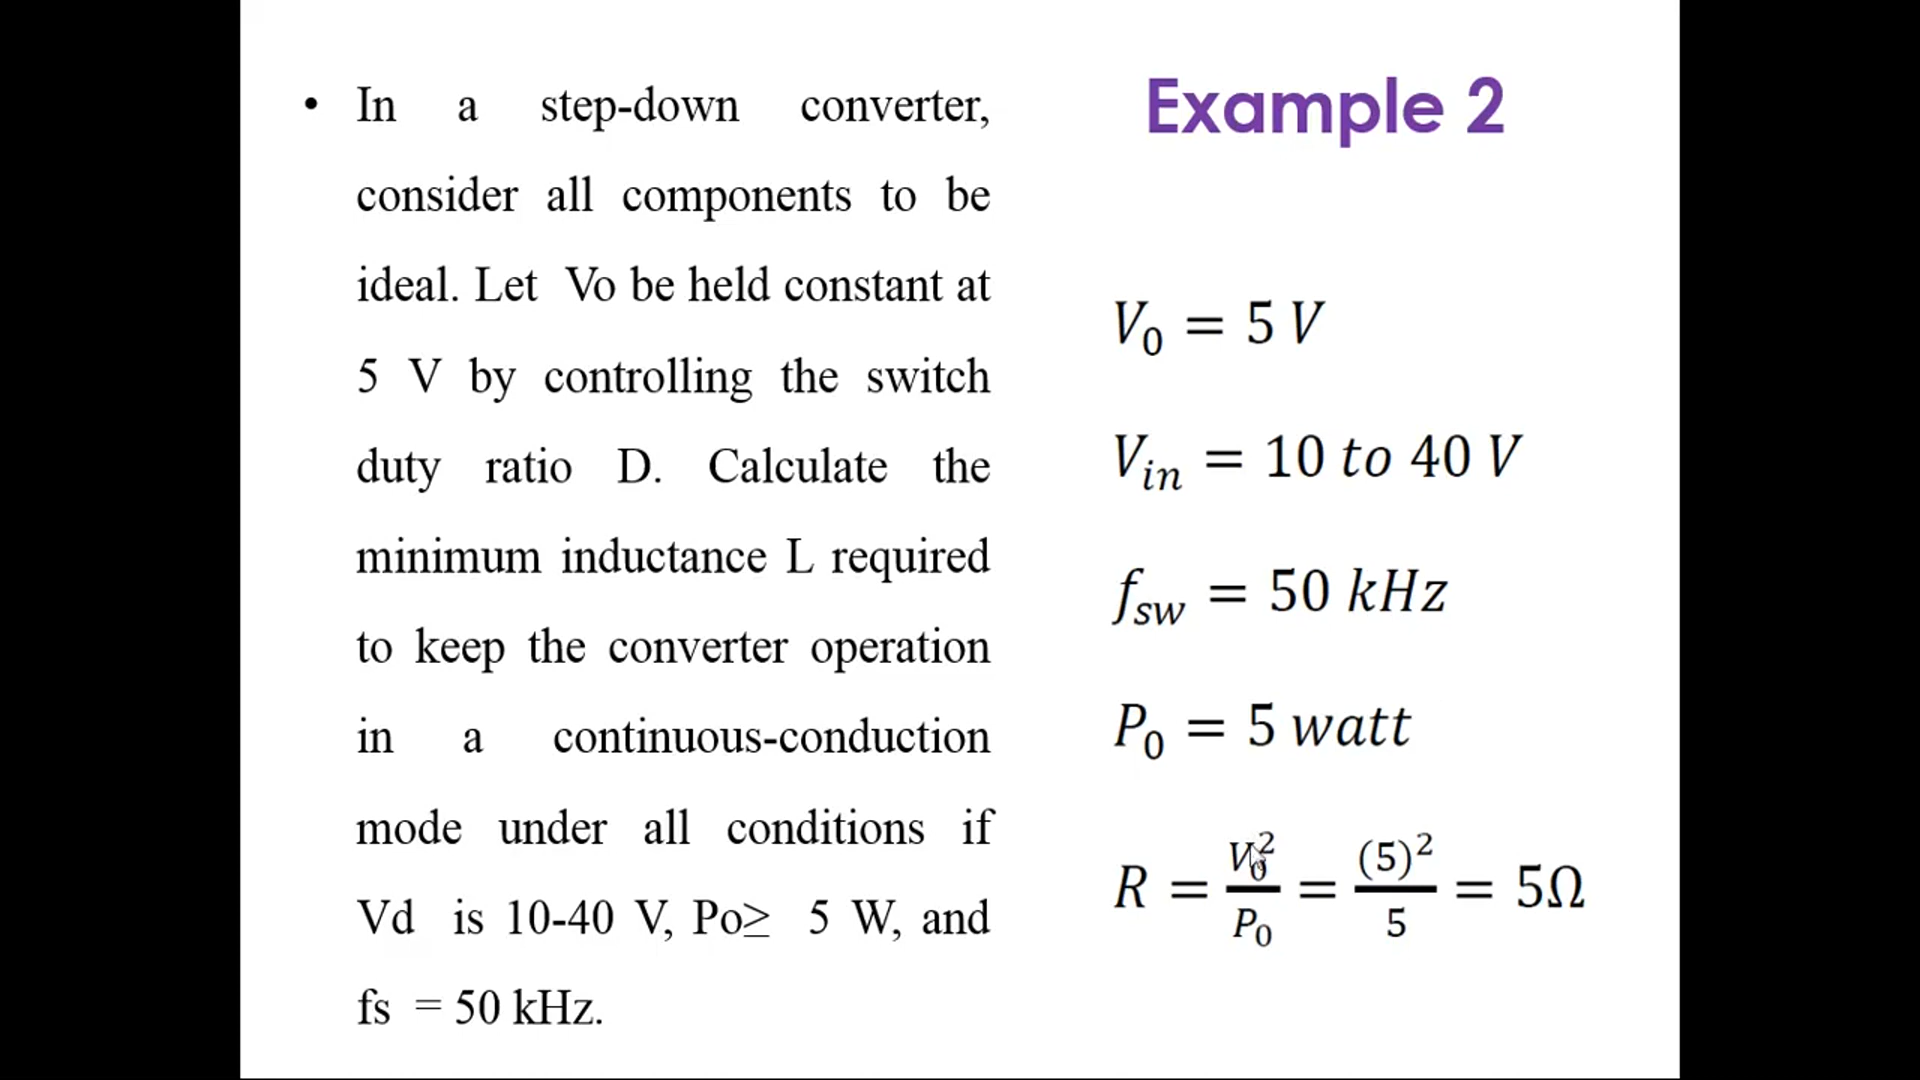 • In a step-down converter,
consider all components to be
ideal. Let Vo be held constant at
5 V by controlling the switch
duty ratio D. Calculate the
minimum inductance L required
to keep the converter operation
in a continuous-conduction
mode under all conditions if
Vd is 10-40 V, Po≥ 5 W, and
fs = 50 kHz.
Example 2
V₀ = 5 V
Vᵢₙ = 10 to 40 V
f_sw = 50 kHz
P₀ = 5 watt
R = V₀²/P₀ = (5)²/5 = 5Ω